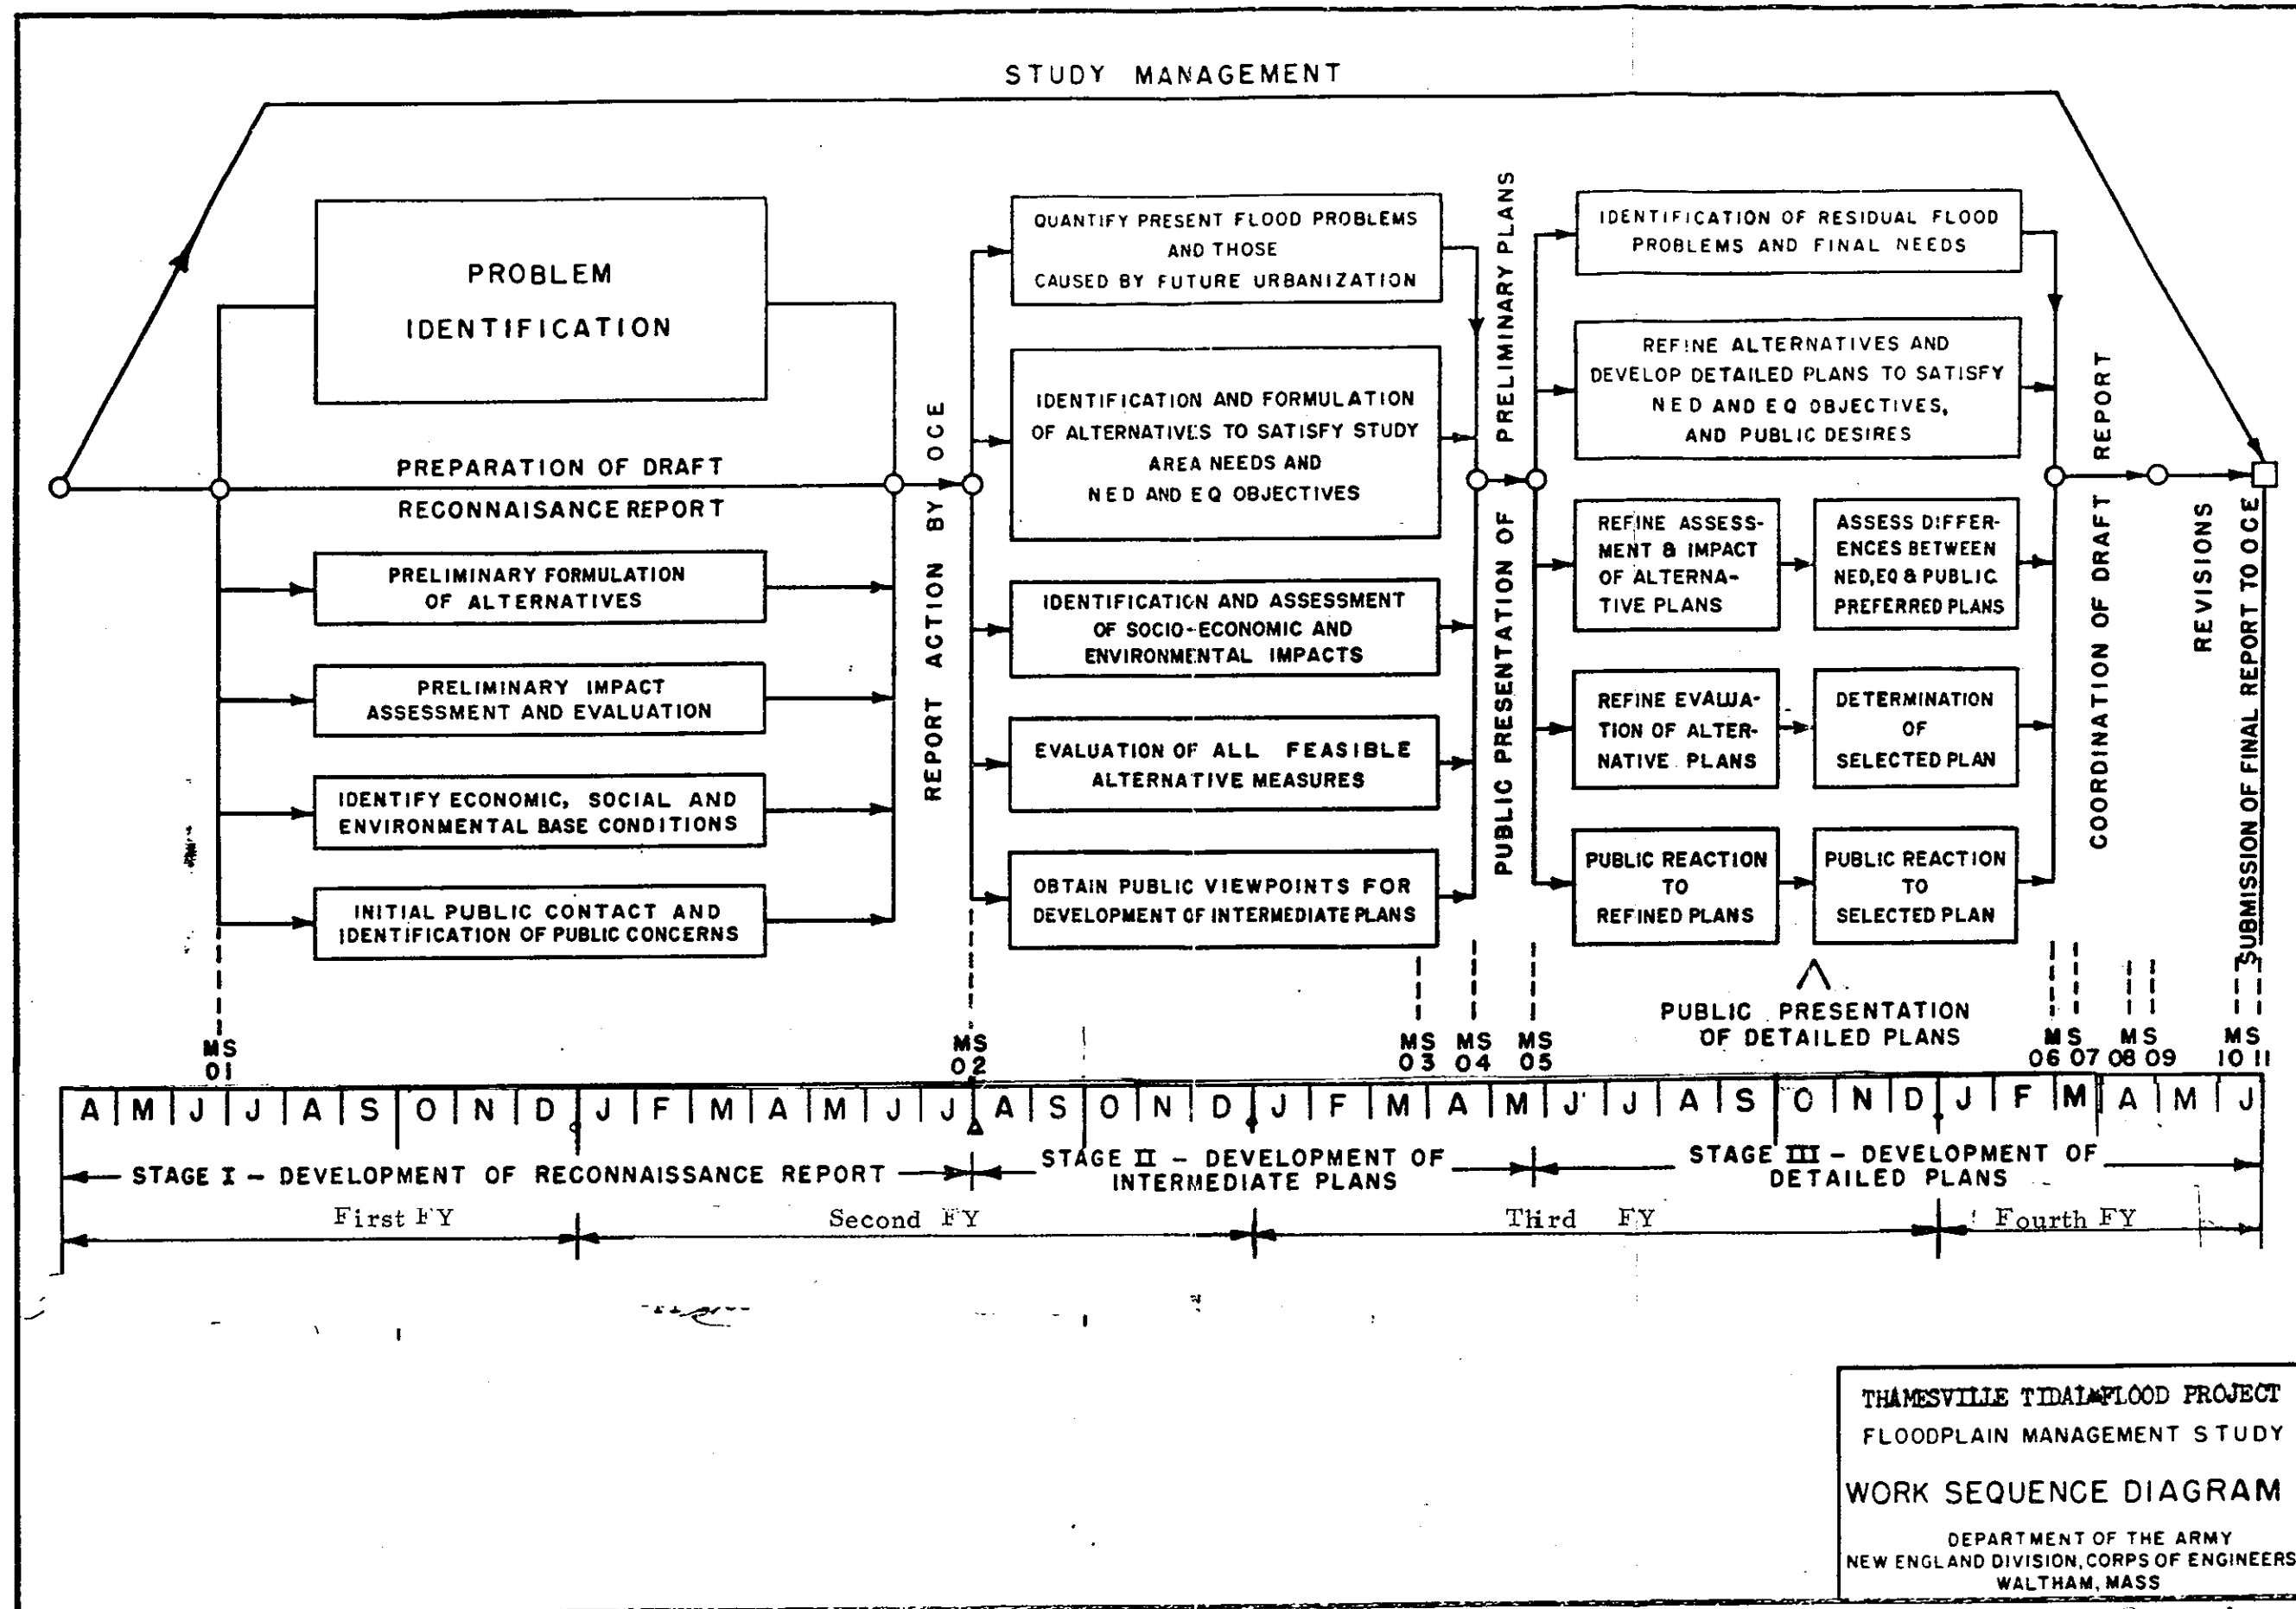 STUDY MANAGEMENT
PROBLEM
IDENTIFICATION
PREPARATION OF DRAFT
RECONNAISANCE REPORT
PRELIMINARY FORMULATION
OF ALTERNATIVES
PRELIMINARY IMPACT
ASSESSMENT AND EVALUATION
IDENTIFY ECONOMIC, SOCIAL AND
ENVIRONMENTAL BASE CONDITIONS
INITIAL PUBLIC CONTACT AND
IDENTIFICATION OF PUBLIC CONCERNS
REPORT ACTION BY OCE
QUANTIFY PRESENT FLOOD PROBLEMS
AND THOSE
CAUSED BY FUTURE URBANIZATION
IDENTIFICATION AND FORMULATION
OF ALTERNATIVES TO SATISFY STUDY
AREA NEEDS AND
NED AND EQ OBJECTIVES
IDENTIFICATION AND ASSESSMENT
OF SOCIO-ECONOMIC AND
ENVIRONMENTAL IMPACTS
EVALUATION OF ALL FEASIBLE
ALTERNATIVE MEASURES
OBTAIN PUBLIC VIEWPOINTS FOR
DEVELOPMENT OF INTERMEDIATE PLANS
PUBLIC PRESENTATION OF PRELIMINARY PLANS
IDENTIFICATION OF RESIDUAL FLOOD
PROBLEMS AND FINAL NEEDS
REFINE ALTERNATIVES AND
DEVELOP DETAILED PLANS TO SATISFY
NED AND EQ OBJECTIVES,
AND PUBLIC DESIRES
REFINE ASSESS-
MENT & IMPACT
OF ALTERNA-
TIVE PLANS
ASSESS DIFFER-
ENCES BETWEEN
NED, EQ & PUBLIC
PREFERRED PLANS
REFINE EVALUA-
TION OF ALTER-
NATIVE PLANS
DETERMINATION
OF
SELECTED PLAN
PUBLIC REACTION
TO
REFINED PLANS
PUBLIC REACTION
TO
SELECTED PLAN
PUBLIC PRESENTATION
OF DETAILED PLANS
COORDINATION OF DRAFT REPORT
REVISIONS
SUBMISSION OF FINAL REPORT TO OCE
MS MS MS MS MS MS MS MS
01 02 03 04 05 06 07 08 09 10 11
A M J J A S O N D J F M A M J J A S O N D J F M A M J J A S O N D J F M A M J
STAGE I - DEVELOPMENT OF RECONNAISSANCE REPORT
STAGE II - DEVELOPMENT OF
INTERMEDIATE PLANS
STAGE III - DEVELOPMENT OF
DETAILED PLANS
First FY Second FY Third FY Fourth FY
THAMESVILLE TIDAL FLOOD PROJECT
FLOODPLAIN MANAGEMENT STUDY
WORK SEQUENCE DIAGRAM
DEPARTMENT OF THE ARMY
NEW ENGLAND DIVISION, CORPS OF ENGINEERS
WALTHAM, MASS